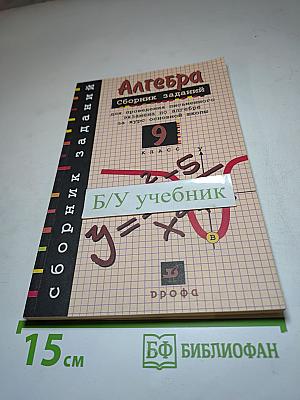 сборник заданий
Алгебра
Сборник заданий
для проведения письменного
экзамена по алгебре
за курс основной школы
9
класс
Б/У учебник
y=
x
В
дрофа
15 см
БФ БИБЛИОФАН